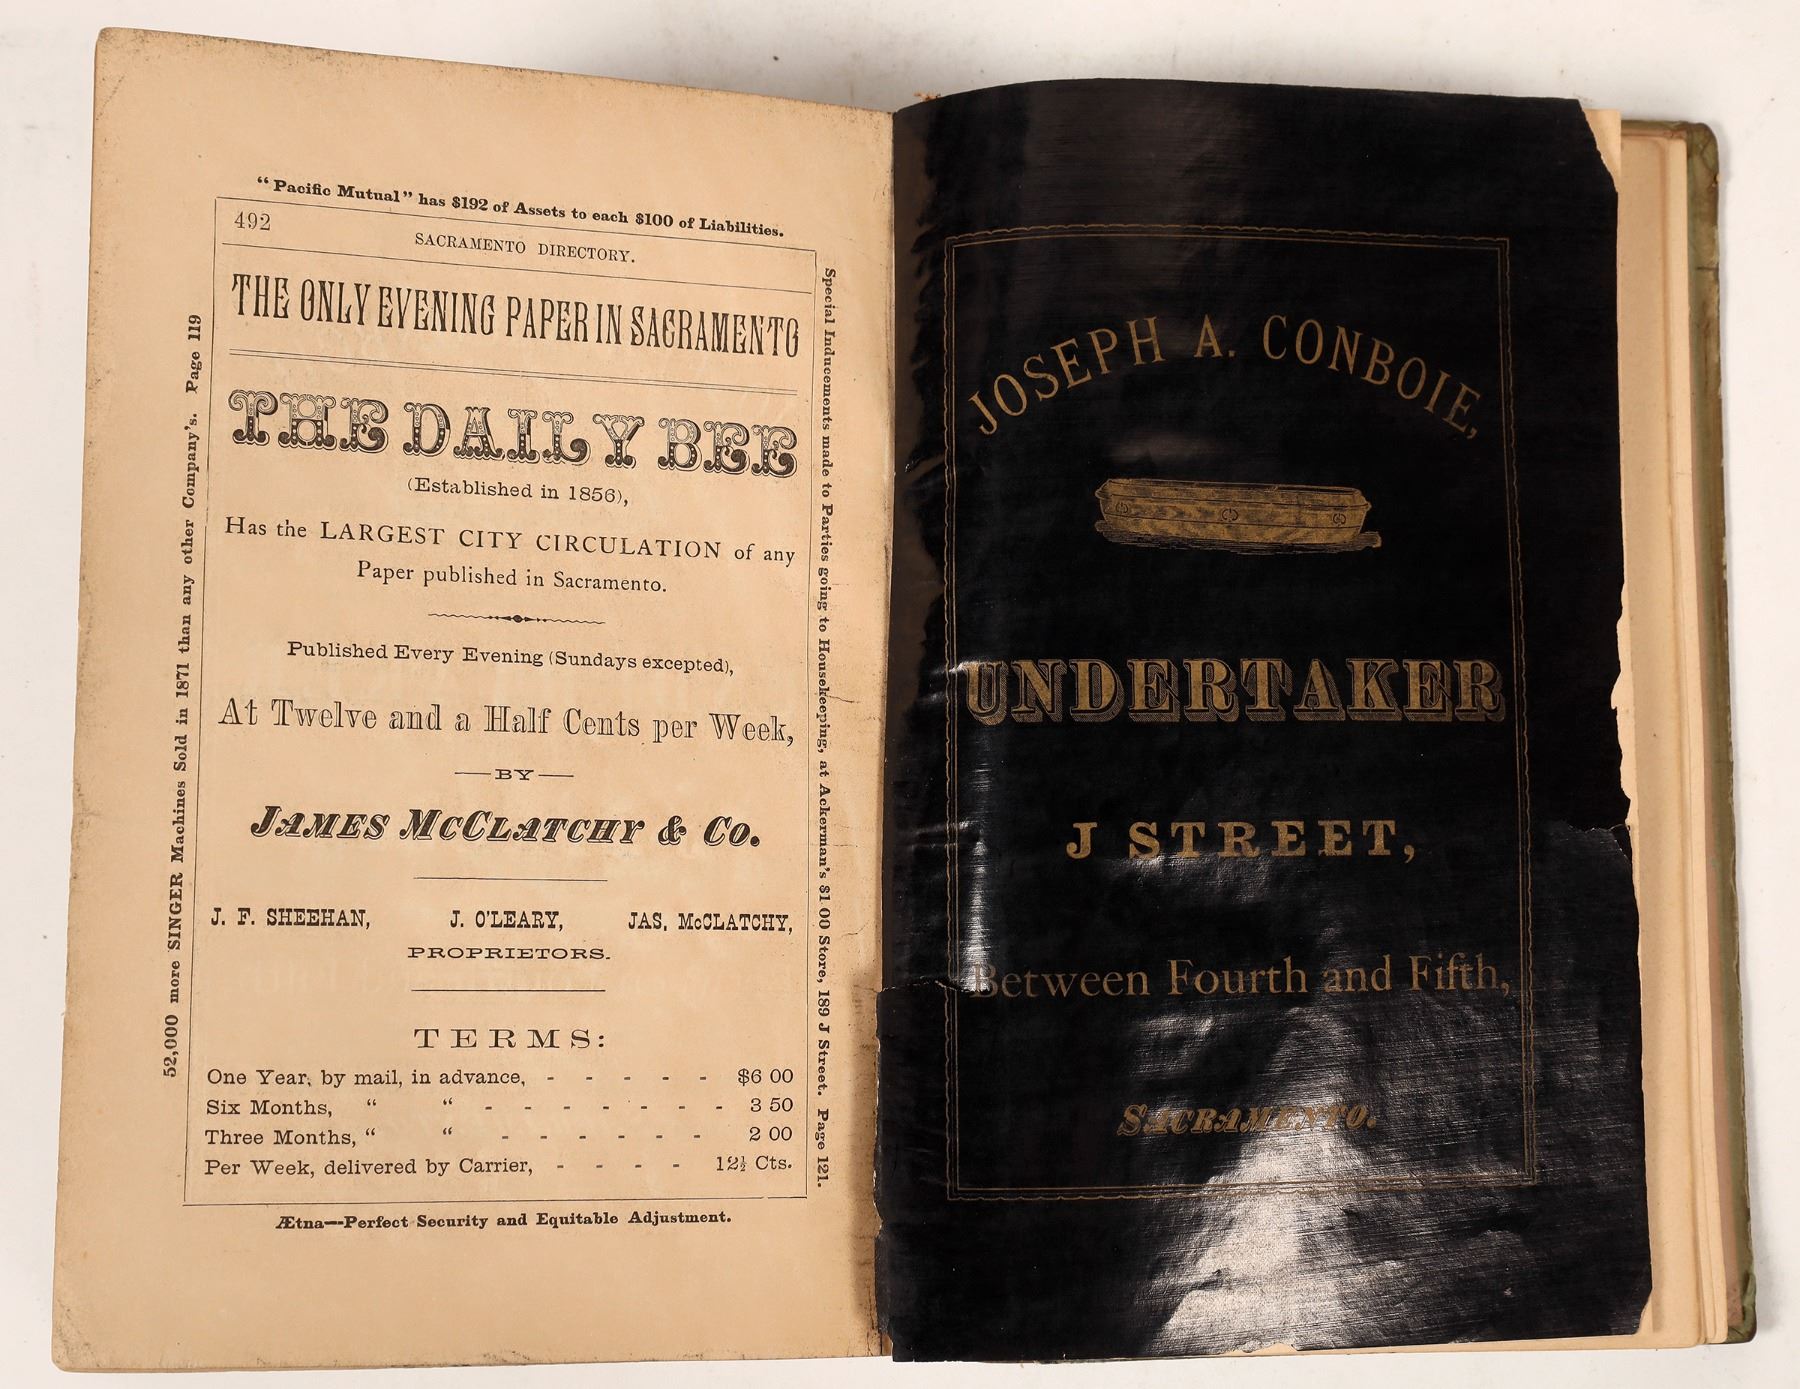 "Pacific Mutual" has $192 of Assets to each $100 of Liabilities.
492
SACRAMENTO DIRECTORY.
THE ONLY EVENING PAPER IN SACRAMENTO
THE DAILY BEE
(Established in 1856),
Has the LARGEST CITY CIRCULATION of any
Paper published in Sacramento.
Published Every Evening (Sundays excepted),
At Twelve and a Half Cents per Week,
—BY—
JAMES MCCLATCHY & CO.
J. F. SHEEHAN, J. O'LEARY, JAS. McCLATCHY,
PROPRIETORS.
TERMS:
One Year, by mail, in advance, - - - - - $6 00
Six Months, " " - - - - - - - 3 50
Three Months, " " - - - - - - 2 00
Per Week, delivered by Carrier, - - - - 12½ Cts.
Ætna—Perfect Security and Equitable Adjustment.
52,000 more SINGER Machines Sold in 1871 than any other Company's. Page 119
Special Inducements made to Parties going to Housekeeping, at Ackerman's $1.00 Store, 189 J Street. Page 121.
JOSEPH A. CONBOIE,
UNDERTAKER
J STREET,
Between Fourth and Fifth,
SACRAMENTO.